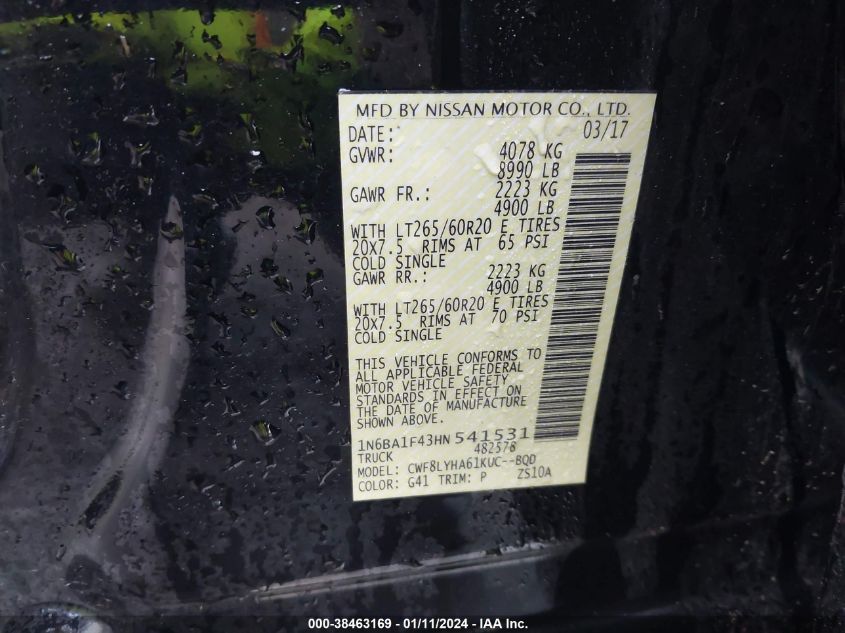 MFD BY NISSAN MOTOR CO., LTD.
DATE: 03/17
GVWR: 4078 KG
8990 LB
GAWR FR.: 2223 KG
4900 LB
WITH LT265/60R20 E TIRES
20X7.5 RIMS AT 65 PSI
COLD SINGLE
GAWR RR.: 2223 KG
4900 LB
WITH LT265/60R20 E TIRES
20X7.5 RIMS AT 70 PSI
COLD SINGLE
THIS VEHICLE CONFORMS TO
ALL APPLICABLE FEDERAL
MOTOR VEHICLE SAFETY
STANDARDS IN EFFECT ON
THE DATE OF MANUFACTURE
SHOWN ABOVE.
1N6BA1F43HN541531
TRUCK 482578
MODEL: CWF8LYHA61KUC--BQD
COLOR: G41 TRIM: P ZS10A
000-38463169 - 01/11/2024 - IAA Inc.